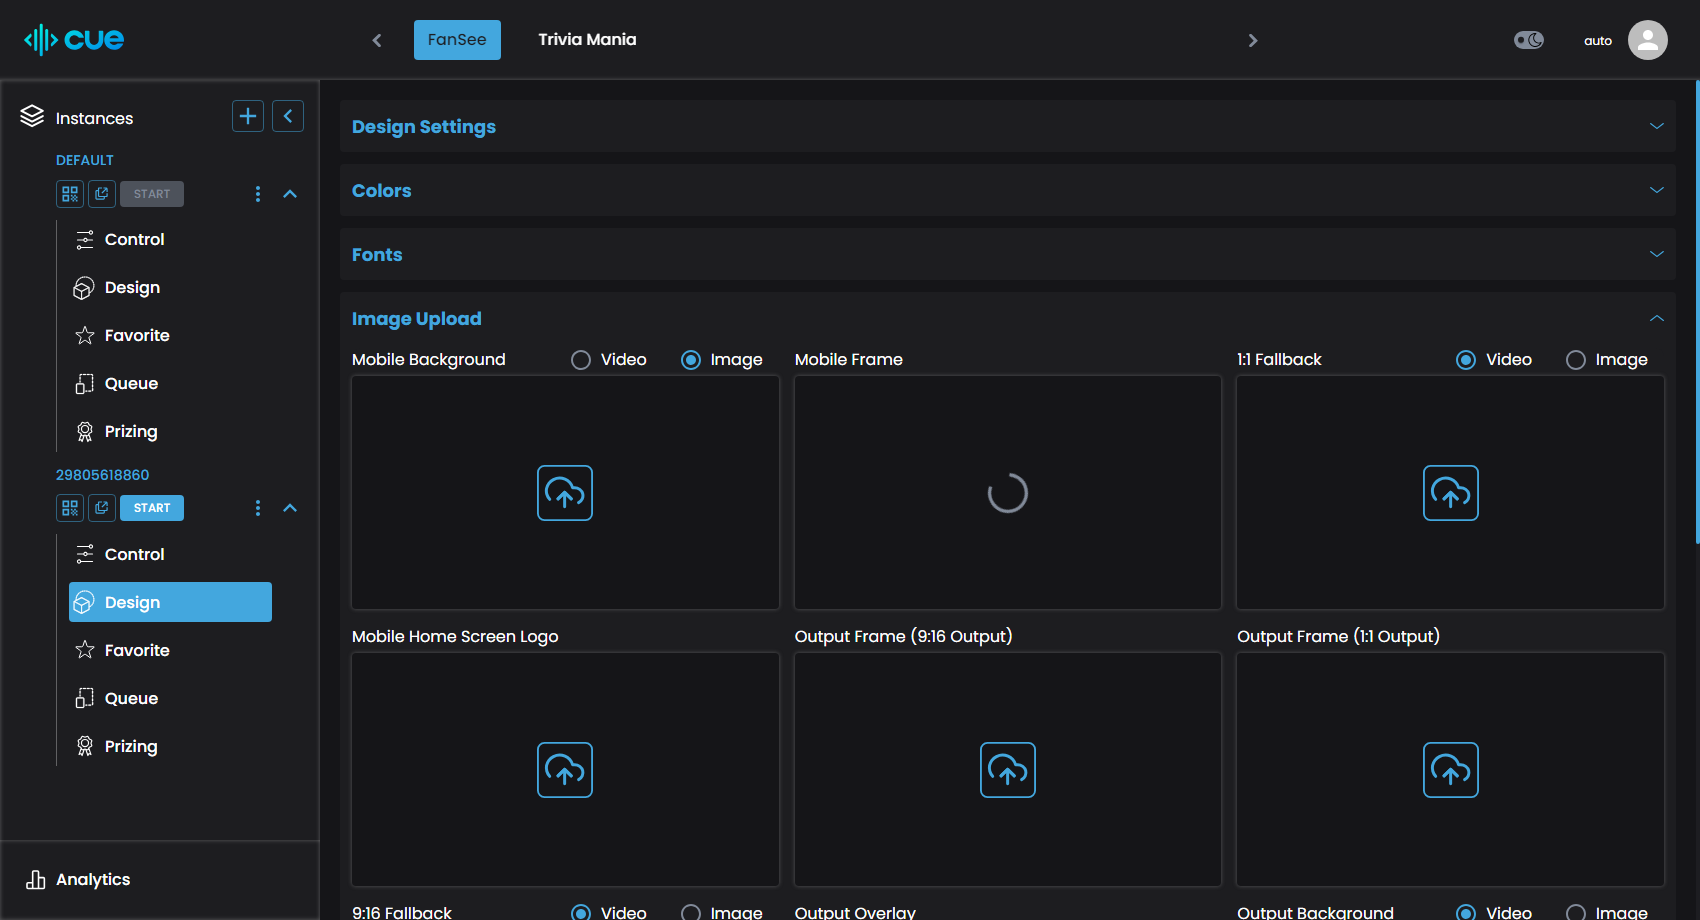 cue
FanSee
Trivia Mania
auto
Instances
DEFAULT
START
Control
Design
Favorite
Queue
Prizing
29805618860
START
Control
Design
Favorite
Queue
Prizing
Analytics
Design Settings
Colors
Fonts
Image Upload
Mobile Background Video Image
Mobile Frame
1:1 Fallback Video Image
Mobile Home Screen Logo
Output Frame (9:16 Output)
Output Frame (1:1 Output)
9:16 Fallback Video Image
Output Overlay
Output Background Video Image